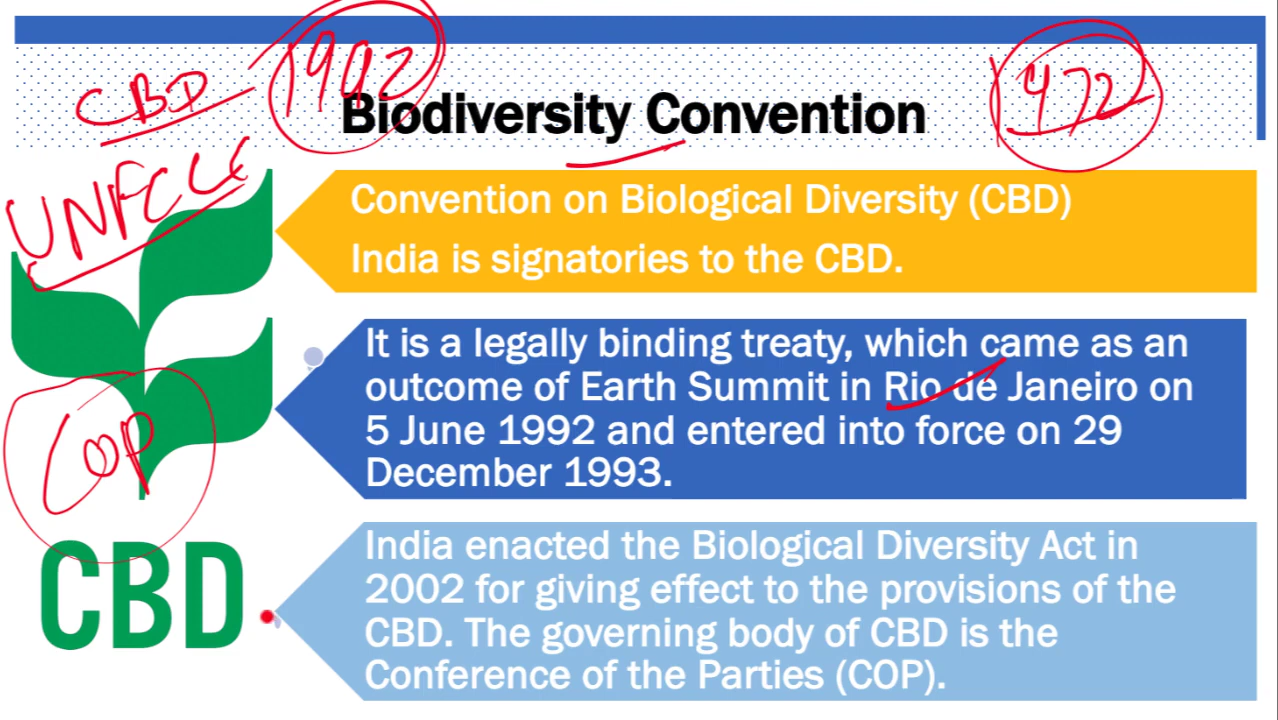 CBD
1992
1972
Biodiversity Convention
UNFCCC
Convention on Biological Diversity (CBD)
India is signatories to the CBD.
It is a legally binding treaty, which came as an
outcome of Earth Summit in Rio de Janeiro on
5 June 1992 and entered into force on 29
December 1993.
COP
CBD
India enacted the Biological Diversity Act in
2002 for giving effect to the provisions of the
CBD. The governing body of CBD is the
Conference of the Parties (COP).